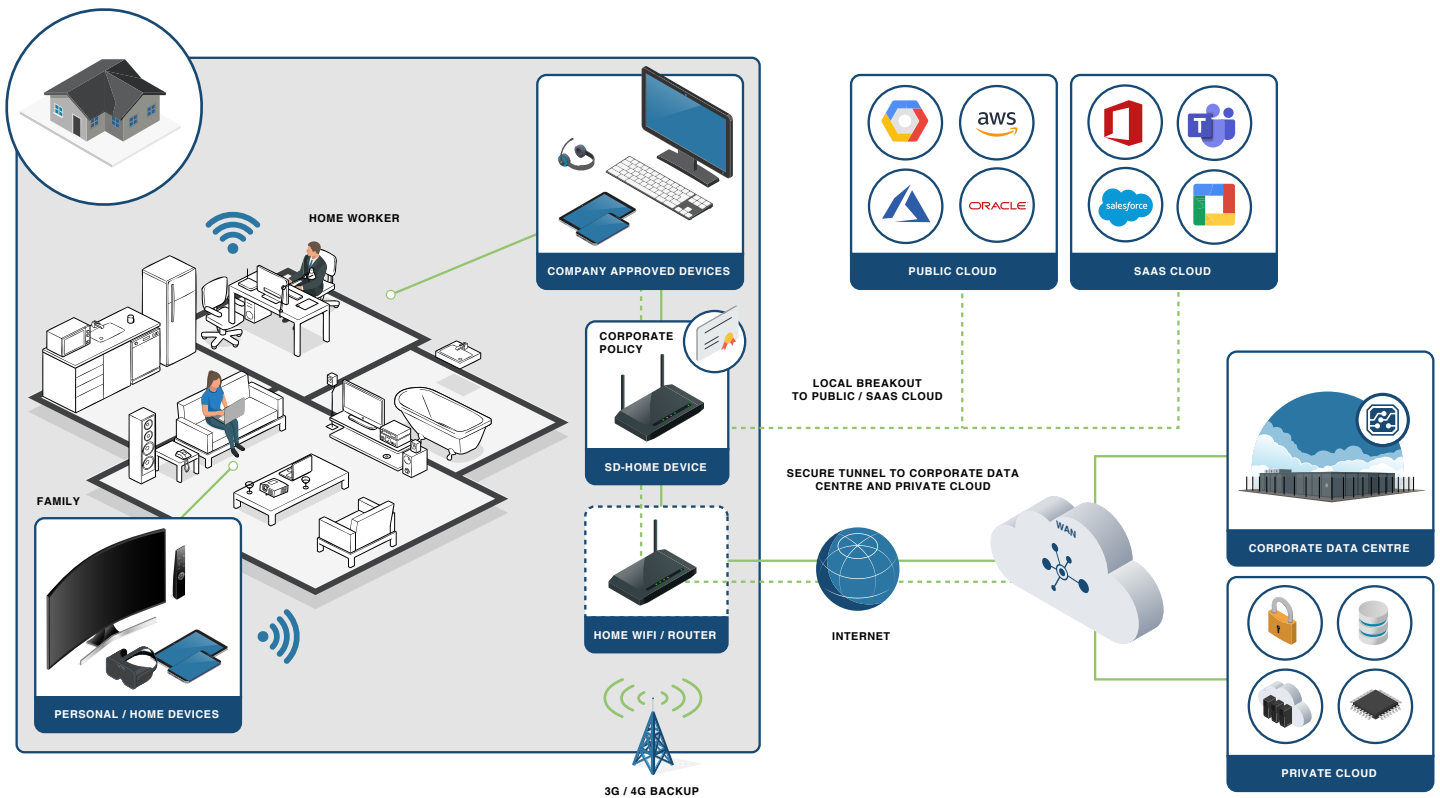 HOME WORKER
COMPANY APPROVED DEVICES
CORPORATE
POLICY
SD-HOME DEVICE
HOME WIFI / ROUTER
FAMILY
PERSONAL / HOME DEVICES
3G / 4G BACKUP
aws
ORACLE
PUBLIC CLOUD
T
salesforce
SAAS CLOUD
LOCAL BREAKOUT
TO PUBLIC / SAAS CLOUD
SECURE TUNNEL TO CORPORATE DATA
CENTRE AND PRIVATE CLOUD
INTERNET
WAN
CORPORATE DATA CENTRE
PRIVATE CLOUD